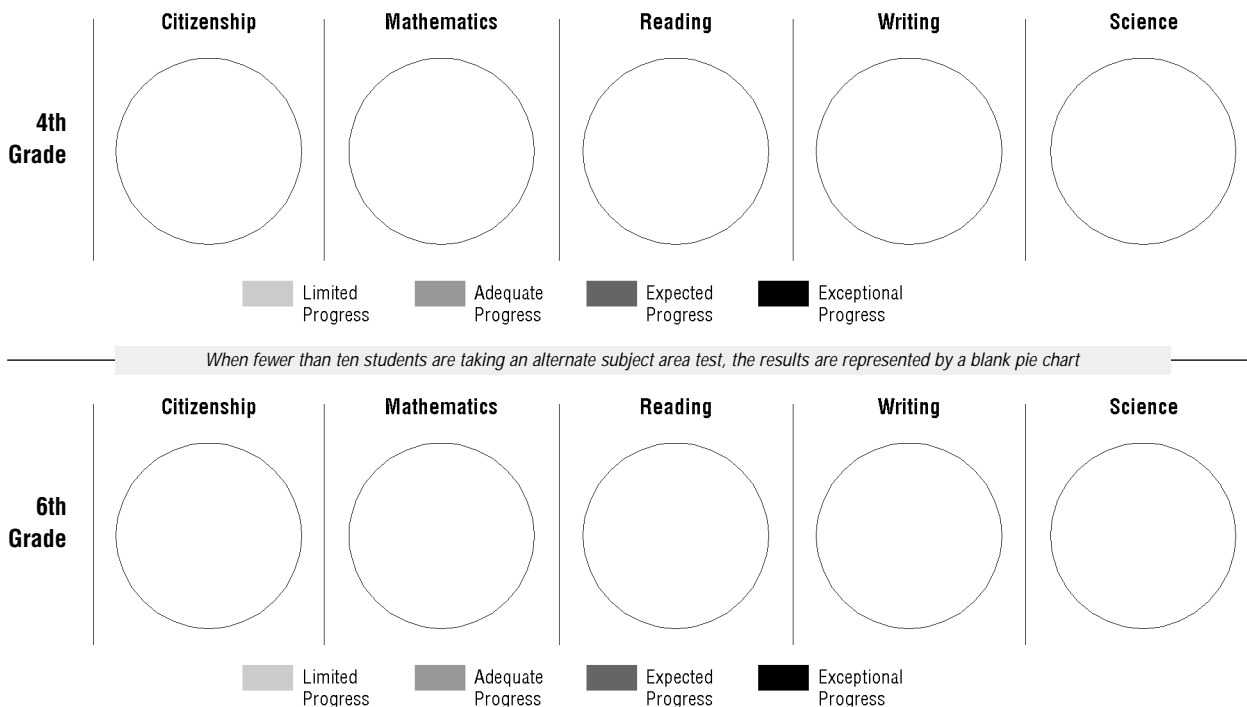 Citizenship Mathematics Reading Writing Science
4th
Grade
Limited
Progress
Adequate
Progress
Expected
Progress
Exceptional
Progress
When fewer than ten students are taking an alternate subject area test, the results are represented by a blank pie chart
Citizenship Mathematics Reading Writing Science
6th
Grade
Limited
Progress
Adequate
Progress
Expected
Progress
Exceptional
Progress